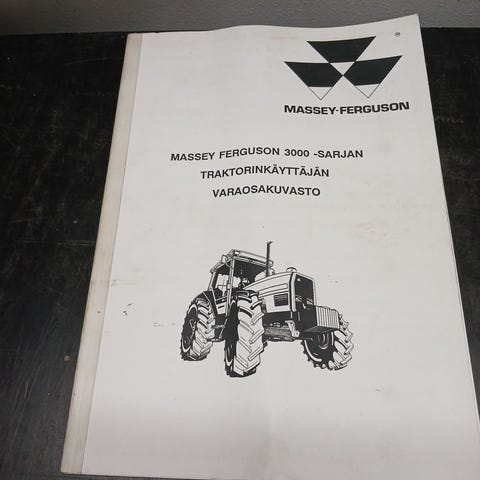 MASSEY-FERGUSON
MASSEY FERGUSON 3000 -SARJAN
TRAKTORINKÄYTTÄJÄN
VARAOSAKUVASTO